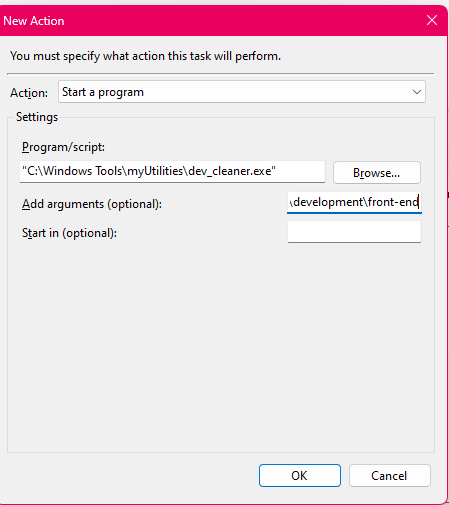 New Action
You must specify what action this task will perform.
Action: Start a program
Settings
Program/script:
"C:\Windows Tools\myUtilities\dev_cleaner.exe" Browse...
Add arguments (optional): \development\front-end
Start in (optional):
OK Cancel